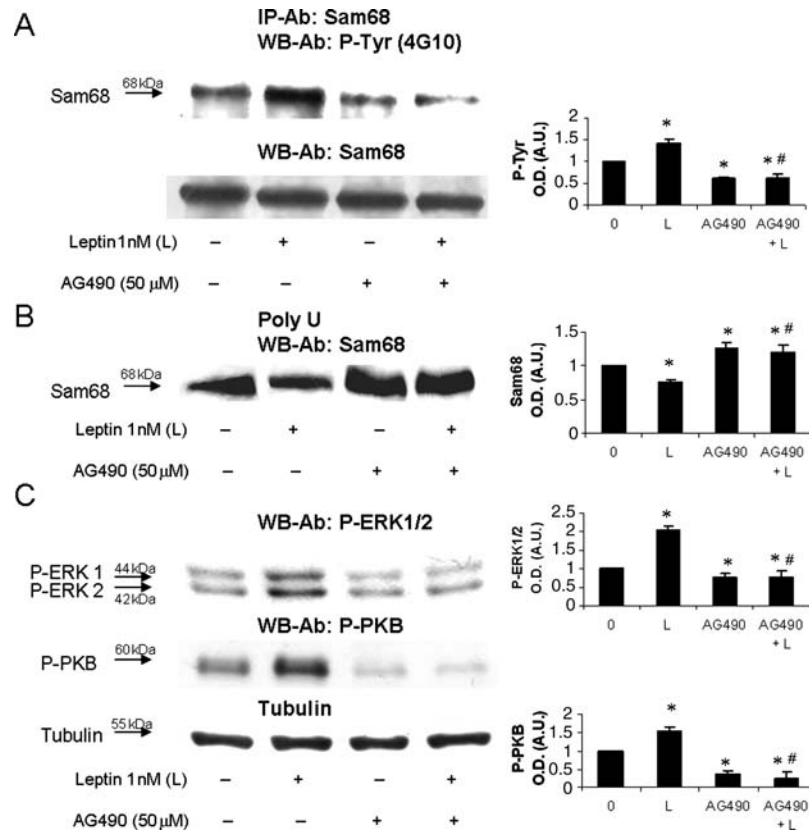 A
IP-Ab: Sam68
WB-Ab: P-Tyr (4G10)
68kDa
Sam68
WB-Ab: Sam68
Leptin 1nM (L) – + – +
AG490 (50 µM) – – + +
P-Tyr
O.D. (A.U.)
2
1.5
1
0.5
0
0 L AG490 AG490
+ L
* * * #
B
Poly U
WB-Ab: Sam68
68kDa
Sam68
Leptin 1nM (L) – + – +
AG490 (50 µM) – – + +
Sam68
O.D. (A.U.)
1.5
1
0.5
0
0 L AG490 AG490
+ L
* * * #
C
WB-Ab: P-ERK1/2
P-ERK 1 44kDa
P-ERK 2 42kDa
WB-Ab: P-PKB
60kDa
P-PKB
Tubulin
55kDa
Tubulin
Leptin 1nM (L) – + – +
AG490 (50µM) – – + +
P-ERK1/2
O.D. (A.U.)
2.5
2
1.5
1
0.5
0
0 L AG490 AG490
+ L
* * * #
P-PKB
O.D. (A.U.)
2
1.5
1
0.5
0
0 L AG490 AG490
+ L
* * * #